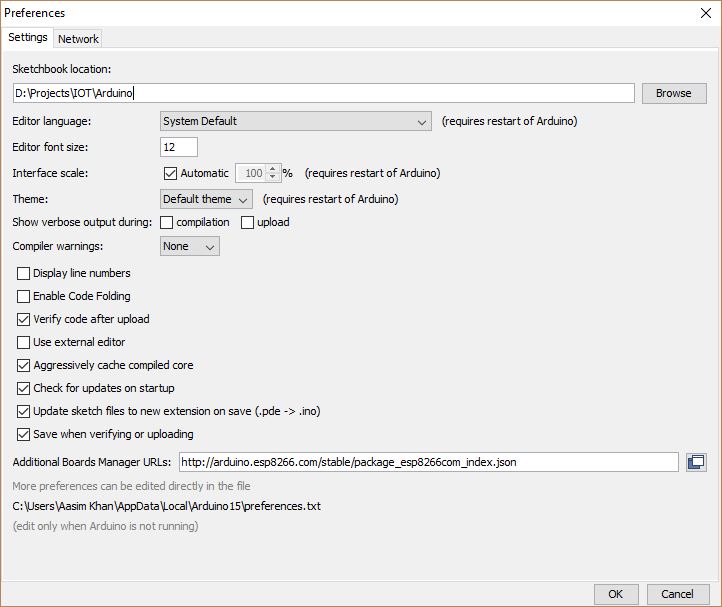 Preferences
Settings Network
Sketchbook location:
D:\Projects\IOT\Arduino Browse
Editor language: System Default (requires restart of Arduino)
Editor font size: 12
Interface scale: Automatic 100 % (requires restart of Arduino)
Theme: Default theme (requires restart of Arduino)
Show verbose output during: compilation upload
Compiler warnings: None
Display line numbers
Enable Code Folding
Verify code after upload
Use external editor
Aggressively cache compiled core
Check for updates on startup
Update sketch files to new extension on save (.pde -> .ino)
Save when verifying or uploading
Additional Boards Manager URLs: http://arduino.esp8266.com/stable/package_esp8266com_index.json
More preferences can be edited directly in the file
C:\Users\Aasim Khan\AppData\Local\Arduino15\preferences.txt
(edit only when Arduino is not running)
OK Cancel